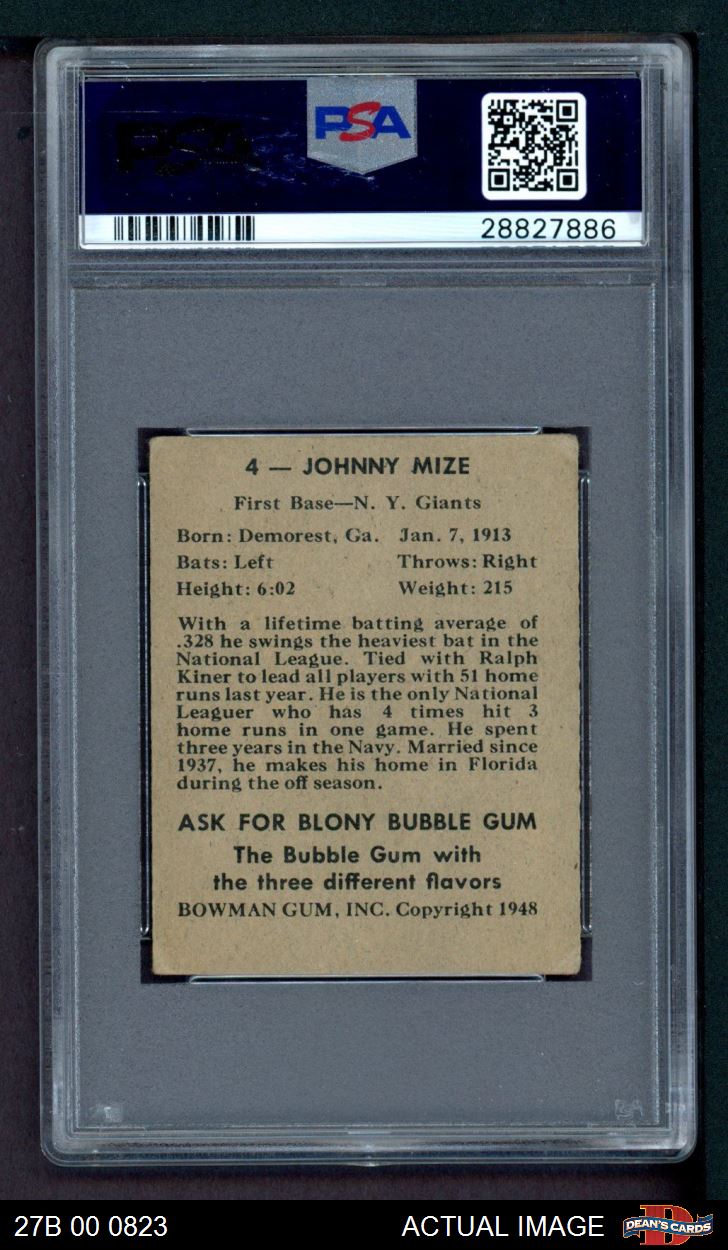 PSA
PSA
28827886
4 — JOHNNY MIZE
First Base—N. Y. Giants
Born: Demorest, Ga. Jan. 7, 1913
Bats: Left Throws: Right
Height: 6:02 Weight: 215
With a lifetime batting average of
.328 he swings the heaviest bat in the
National League. Tied with Ralph
Kiner to lead all players with 51 home
runs last year. He is the only National
Leaguer who has 4 times hit 3
home runs in one game. He spent
three years in the Navy. Married since
1937, he makes his home in Florida
during the off season.
ASK FOR BLONY BUBBLE GUM
The Bubble Gum with
the three different flavors
BOWMAN GUM, INC. Copyright 1948
27B 00 0823 ACTUAL IMAGE DEAN'S CARDS